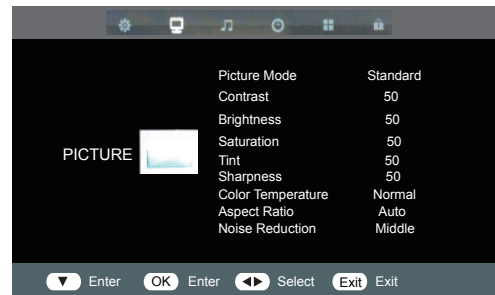 Picture Mode Standard
Contrast 50
Brightness 50
Saturation 50
PICTURE
Tint 50
Sharpness 50
Color Temperature Normal
Aspect Ratio Auto
Noise Reduction Middle
▼ Enter OK Enter ◀▶ Select Exit Exit